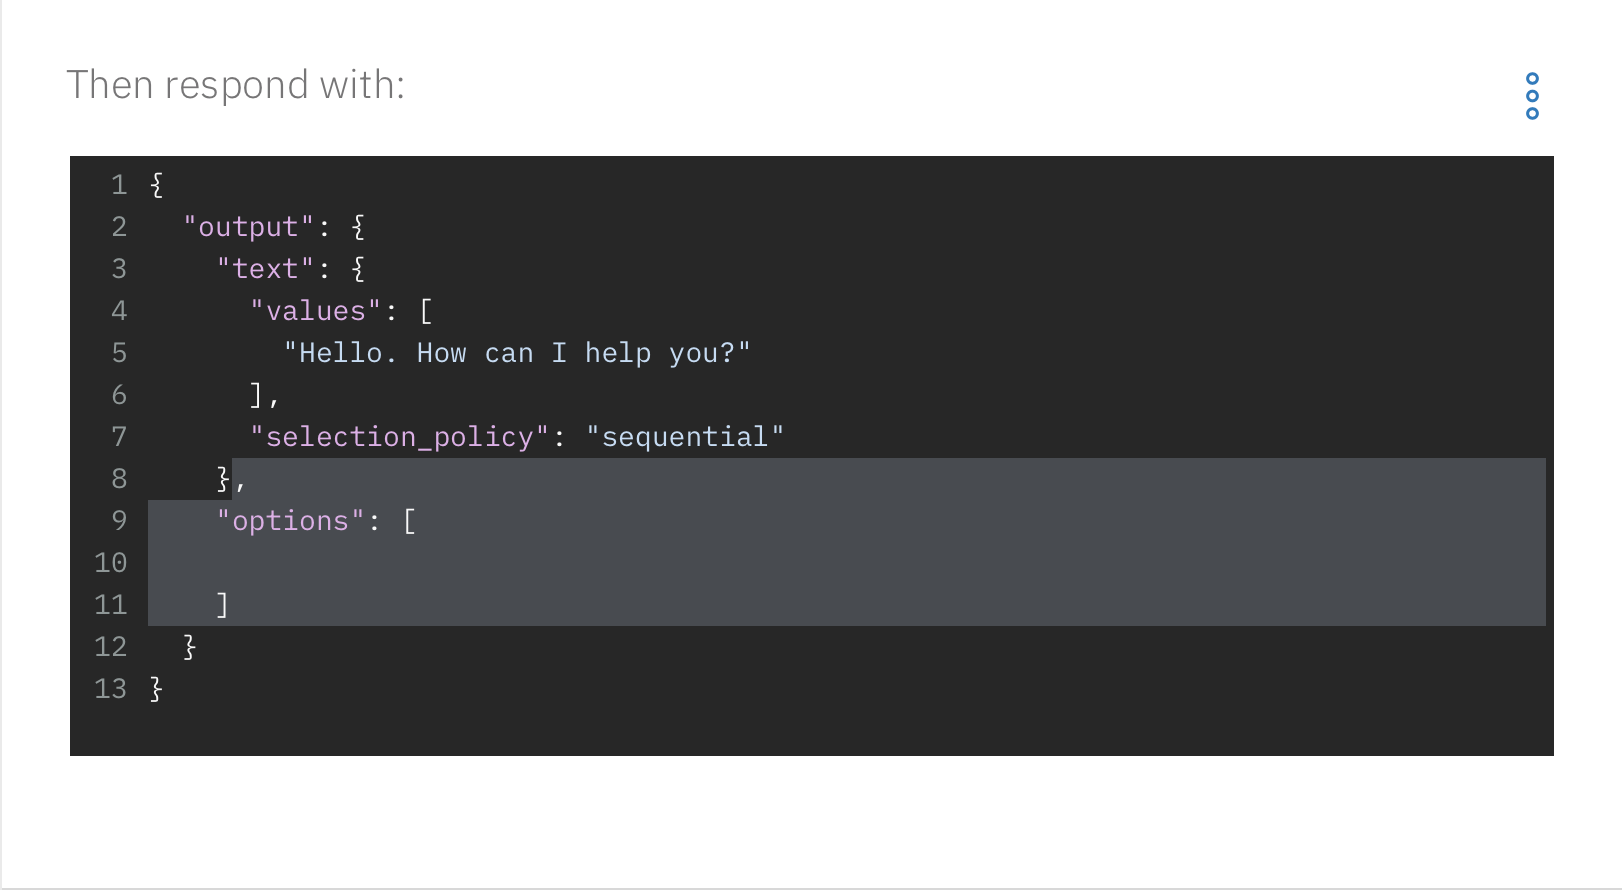 Then respond with:
1 {
2   "output": {
3     "text": {
4       "values": [
5         "Hello. How can I help you?"
6       ],
7       "selection_policy": "sequential"
8     },
9     "options": [
10
11     ]
12   }
13 }